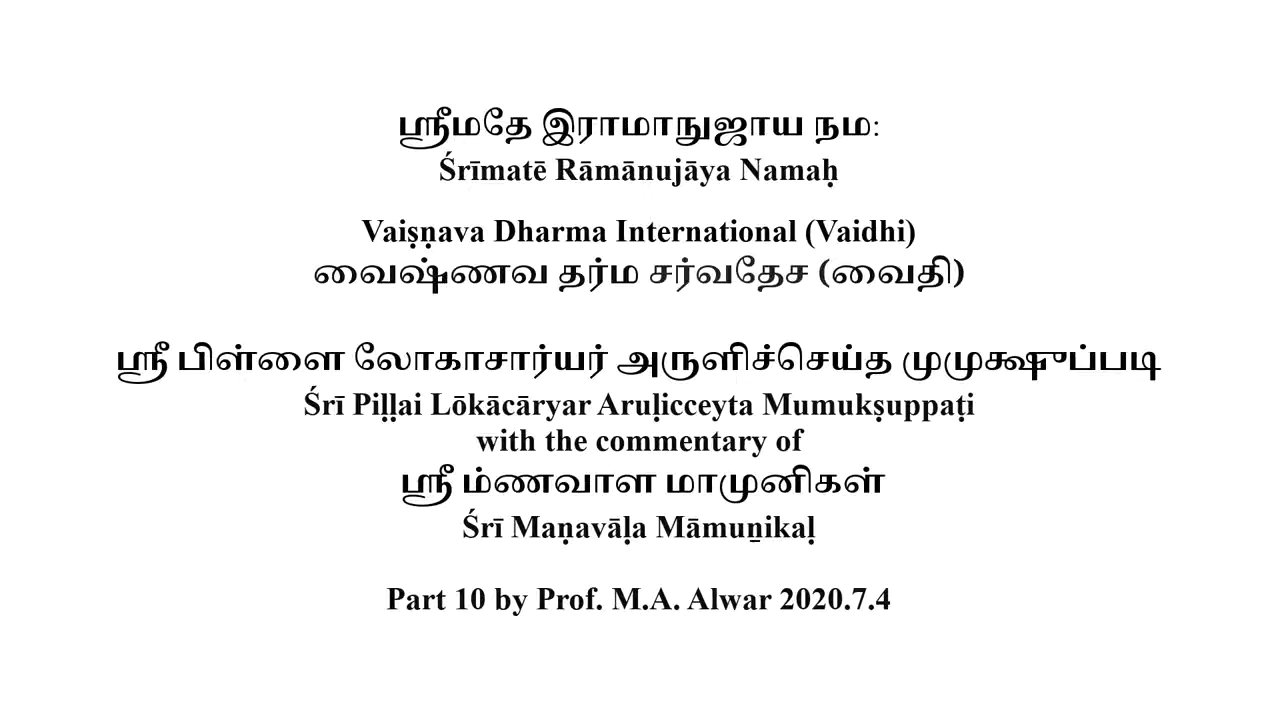 ஸ்ரீமதே இராமாநுஜாய நம:
Śrīmatē Rāmānujāya Namaḥ
Vaiṣṇava Dharma International (Vaidhi)
வைஷ்ணவ தர்ம சர்வதேச (வைதி)
ஸ்ரீ பிள்ளை லோகாசார்யர் அருளிச்செய்த முமுக்ஷுப்படி
Śrī Piḷḷai Lōkācāryar Aruḷicceyta Mumukṣuppaṭi
with the commentary of
ஸ்ரீ ம்ணவாள மாமுனிகள்
Śrī Maṇavāḷa Māmuṉikaḷ
Part 10 by Prof. M.A. Alwar 2020.7.4